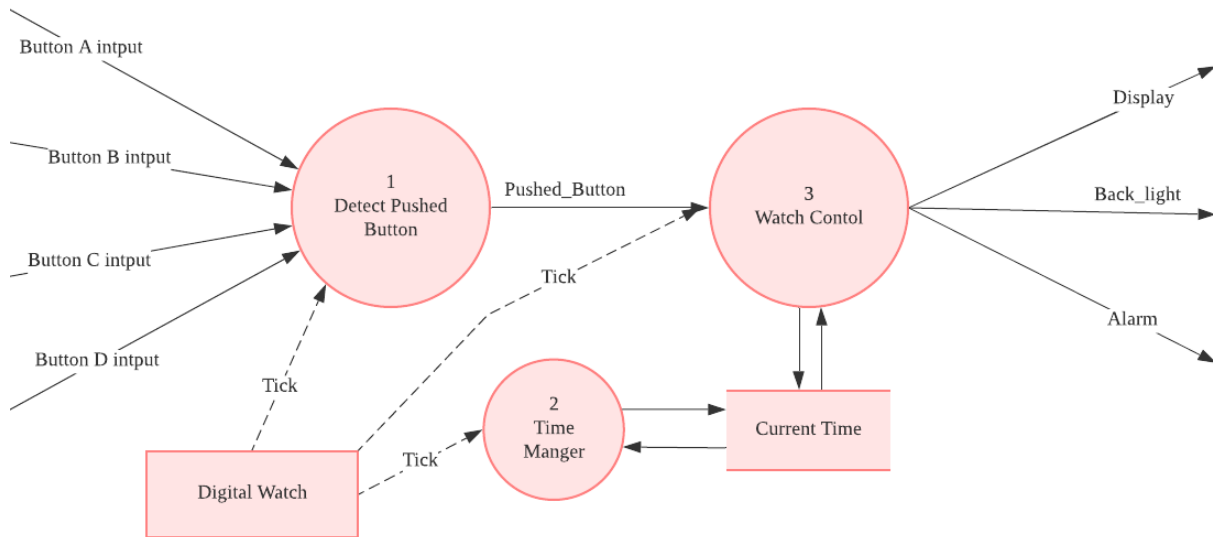 Button A intput
Display
Button B intput
1
Detect Pushed
Button
Pushed_Button
3
Watch Contol
Back_light
Button C intput
Tick
Alarm
Button D intput
Tick
2
Time
Manger
Current Time
Tick
Digital Watch